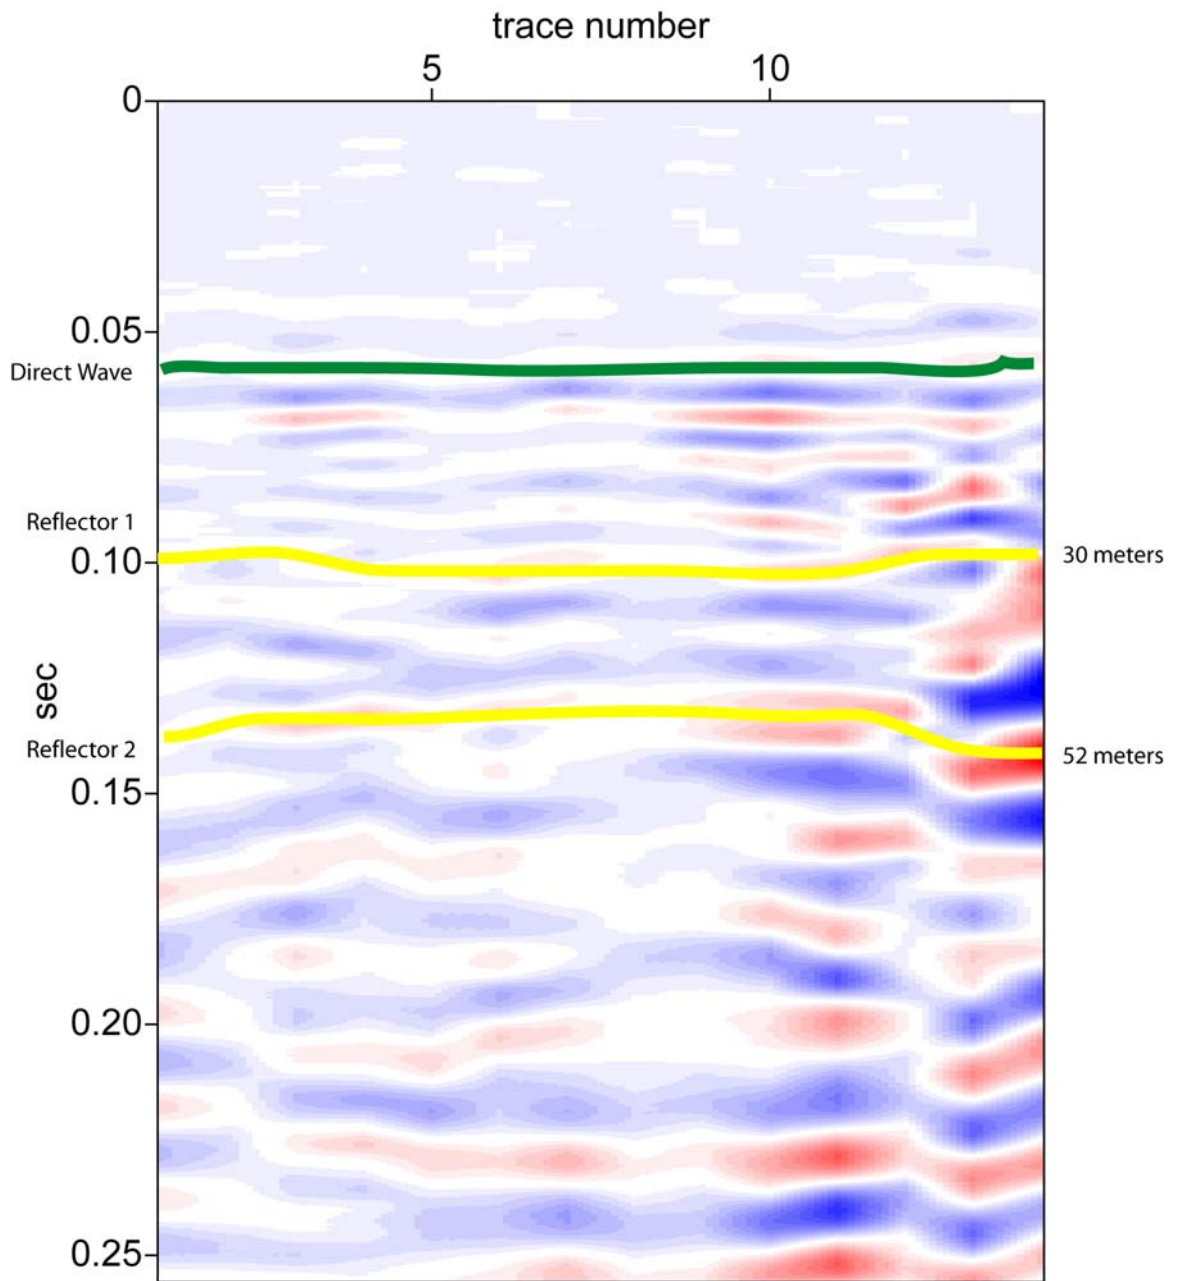 trace number
5 10
0
0.05
Direct Wave
Reflector 1
0.10
30 meters
sec
Reflector 2
52 meters
0.15
0.20
0.25